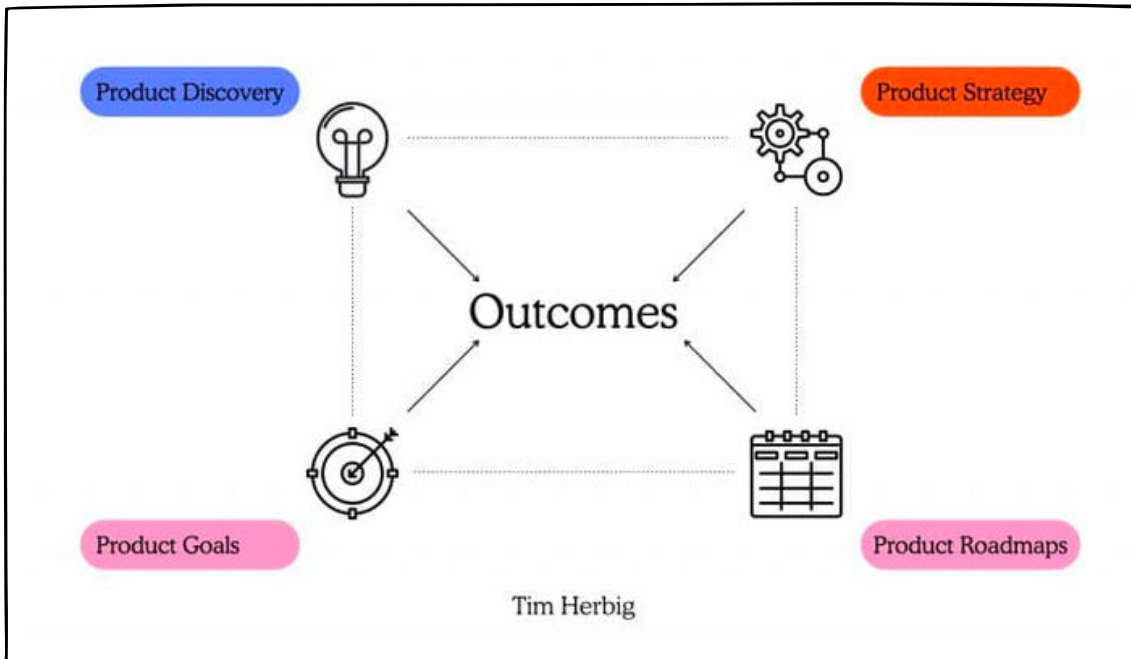 Product Discovery
Product Strategy
Outcomes
Product Goals
Product Roadmaps
Tim Herbig